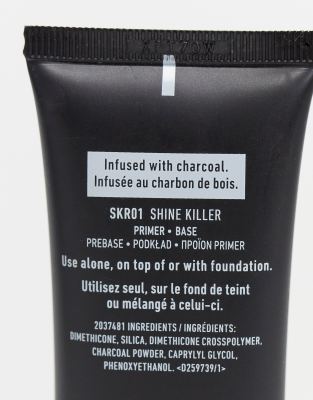 Infused with charcoal.
Infusée au charbon de bois.
SKR01 SHINE KILLER
PRIMER • BASE
PREBASE • PODKŁAD • ΠΡΟΪΟΝ PRIMER
Use alone, on top of or with foundation.
Utilisez seul, sur le fond de teint
ou mélangé à celui-ci.
2037481 INGREDIENTS / INGRÉDIENTS:
DIMETHICONE, SILICA, DIMETHICONE CROSSPOLYMER,
CHARCOAL POWDER, CAPRYLYL GLYCOL,
PHENOXYETHANOL. <D259739/1>